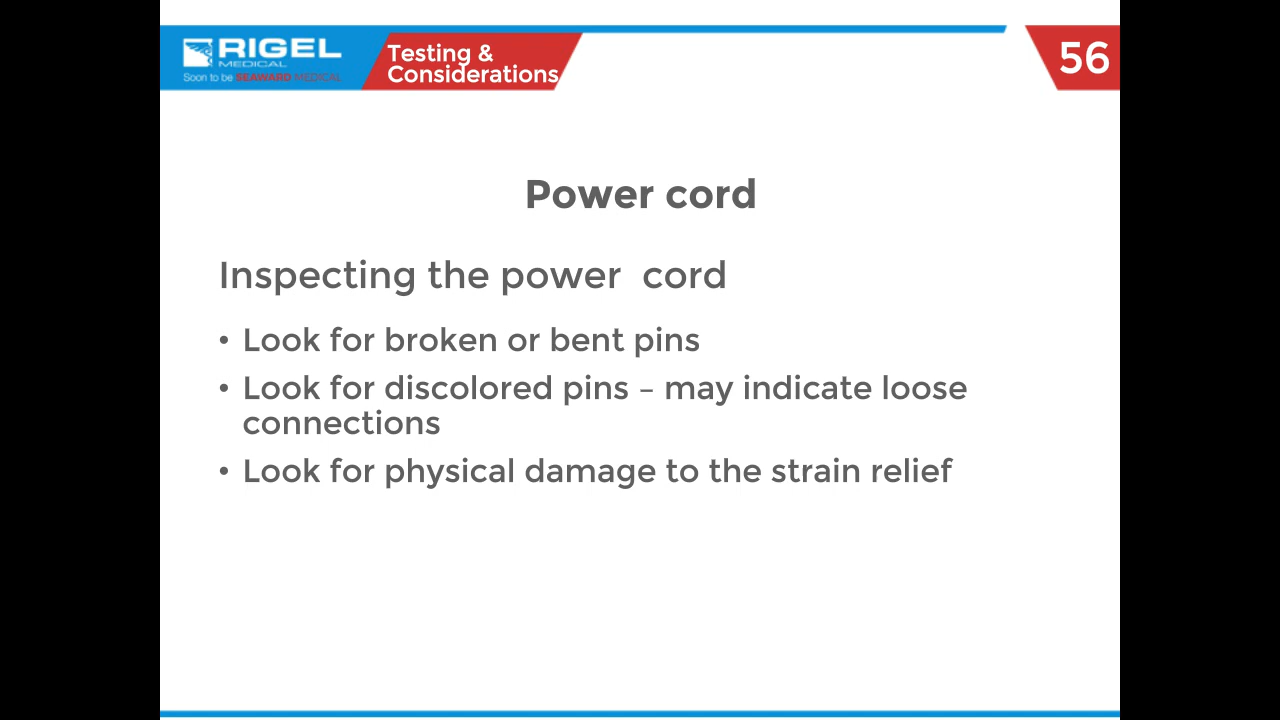 RIGEL
MEDICAL
Soon to be SEAWARD MEDICAL
Testing &
Considerations
56
Power cord
Inspecting the power  cord
• Look for broken or bent pins
• Look for discolored pins – may indicate loose
connections
• Look for physical damage to the strain relief